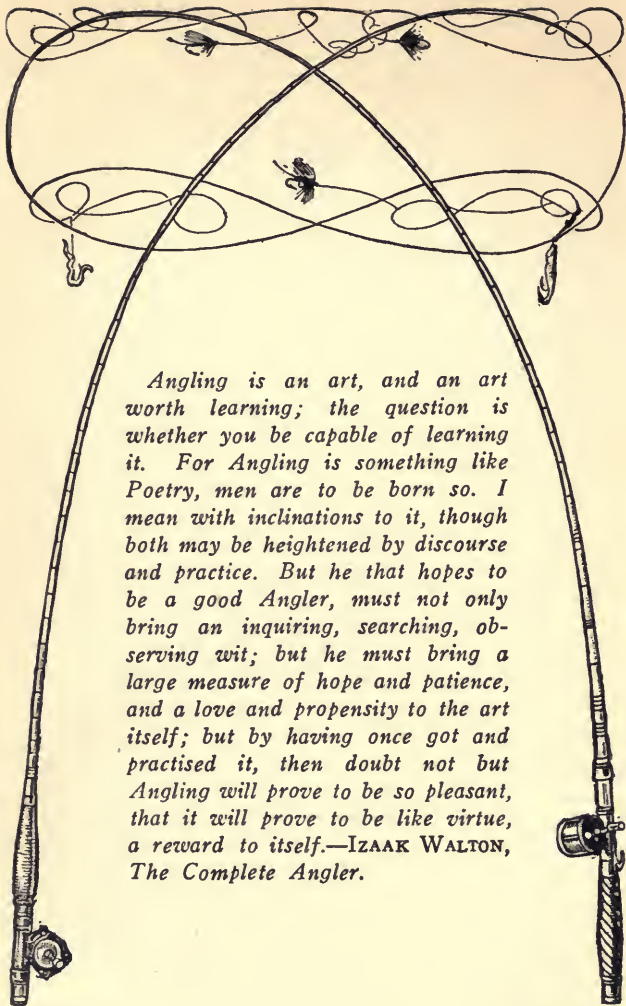 Angling is an art, and an art
worth learning; the question is
whether you be capable of learning
it. For Angling is something like
Poetry, men are to be born so. I
mean with inclinations to it, though
both may be heightened by discourse
and practice. But he that hopes to
be a good Angler, must not only
bring an inquiring, searching, ob-
serving wit; but he must bring a
large measure of hope and patience,
and a love and propensity to the art
itself; but by having once got and
practised it, then doubt not but
Angling will prove to be so pleasant,
that it will prove to be like virtue,
a reward to itself.—IZAAK WALTON,
The Complete Angler.